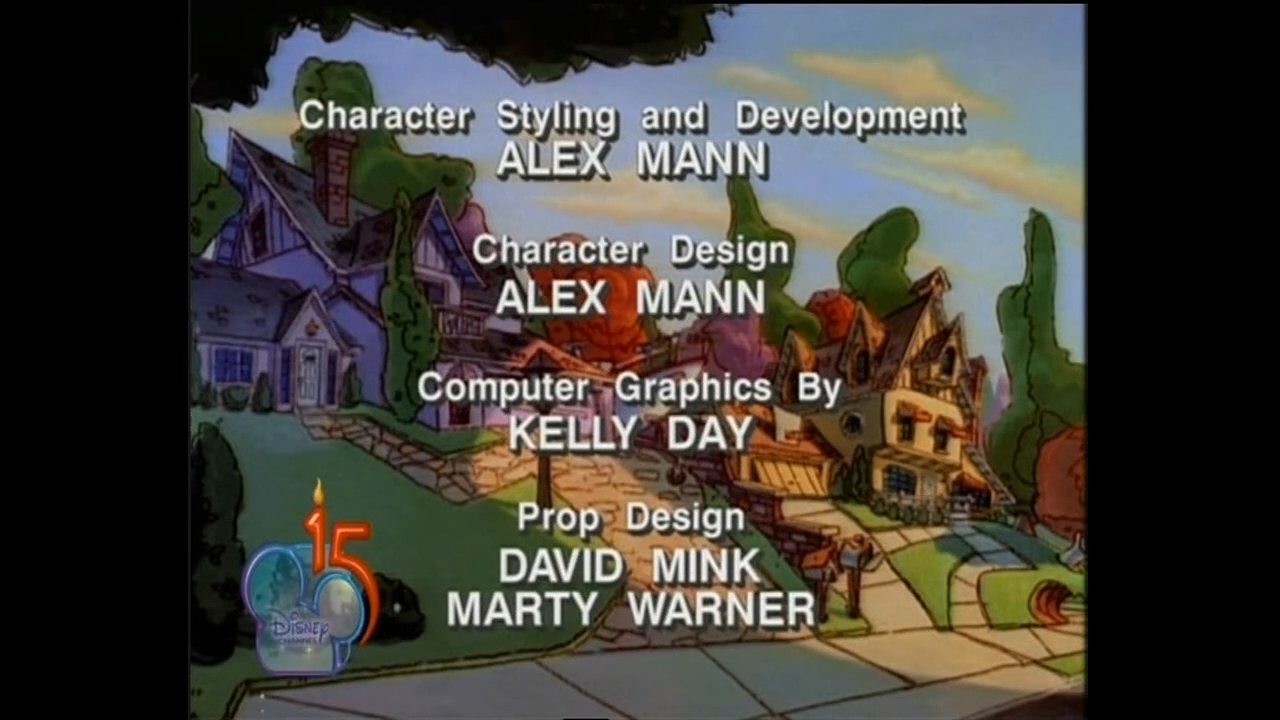 Character Styling and Development
ALEX MANN
Character Design
ALEX MANN
Computer Graphics By
KELLY DAY
Prop Design
DAVID MINK
MARTY WARNER
15
DISNEY
CHANNEL